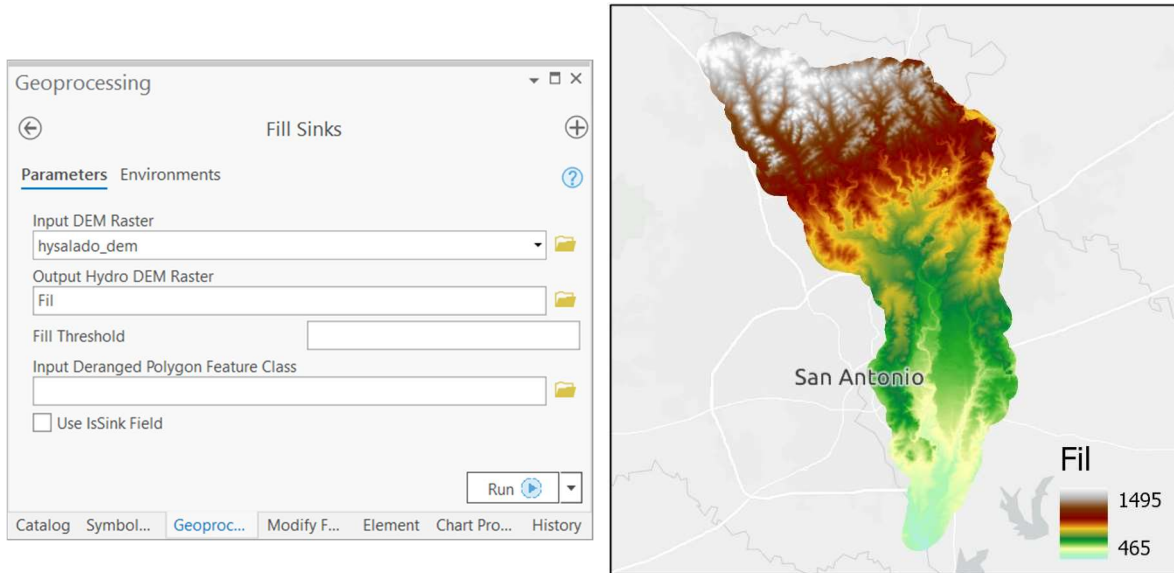 Geoprocessing
Fill Sinks
Parameters Environments
Input DEM Raster
hysalado_dem
Output Hydro DEM Raster
Fil
Fill Threshold
Input Deranged Polygon Feature Class
Use IsSink Field
Run
Catalog Symbol... Geoproc... Modify F... Element Chart Pro... History
San Antonio
Fil
1495
465